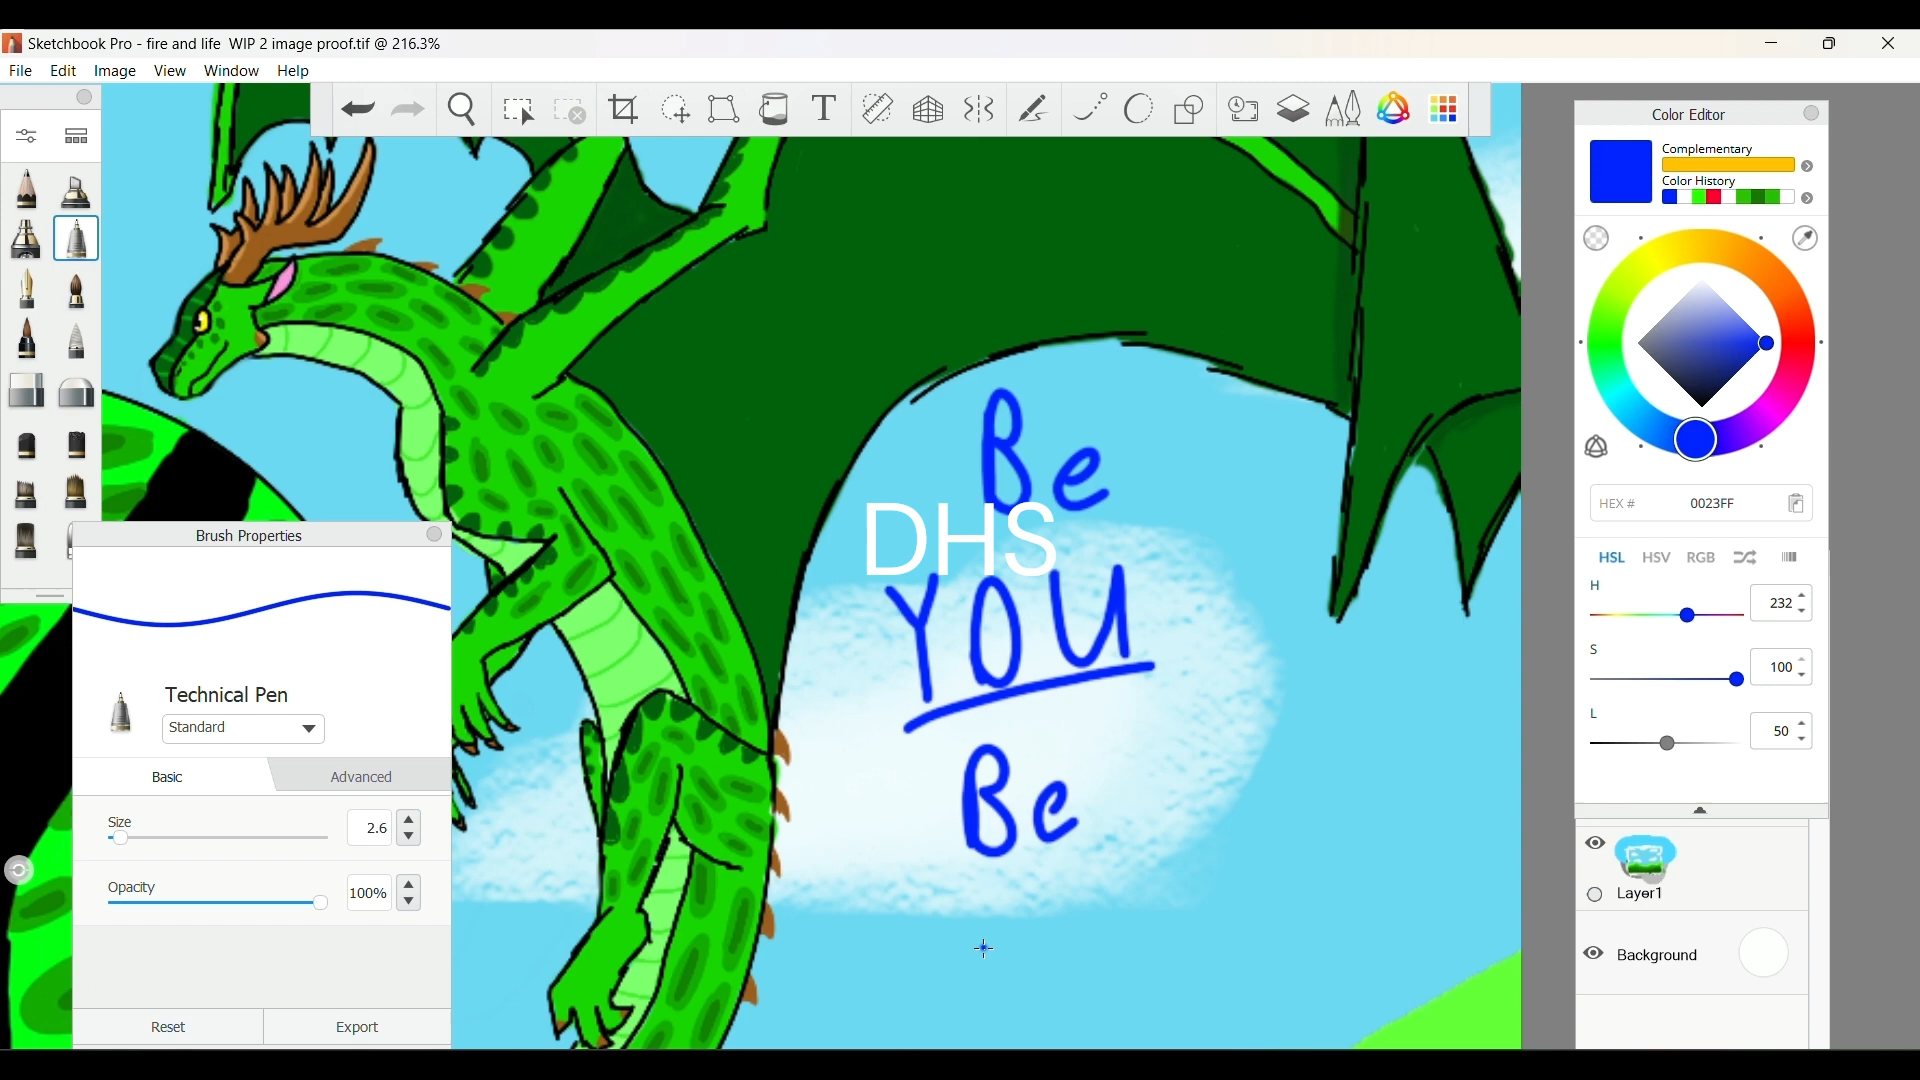 Sketchbook Pro - fire and life WIP 2 image proof.tif @ 216.3%
File Edit Image View Window Help
T
Color Editor
Complementary
Color History
HEX # 0023FF
HSL HSV RGB
H
232
S
100
L
50
Layer1
Background
Brush Properties
Technical Pen
Standard
Basic Advanced
Size
2.6
Opacity
100%
Reset Export
Be
DHS
YOU
Be